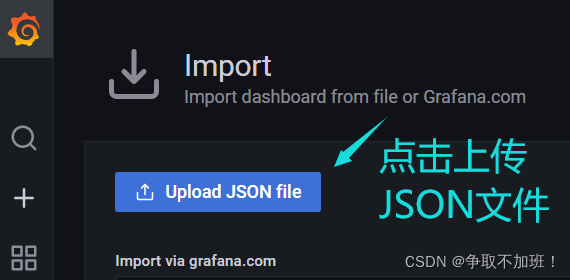 Import
Import dashboard from file or Grafana.com
点击上传
JSON文件
Upload JSON file
Import via grafana.com
CSDN @争取不加班！